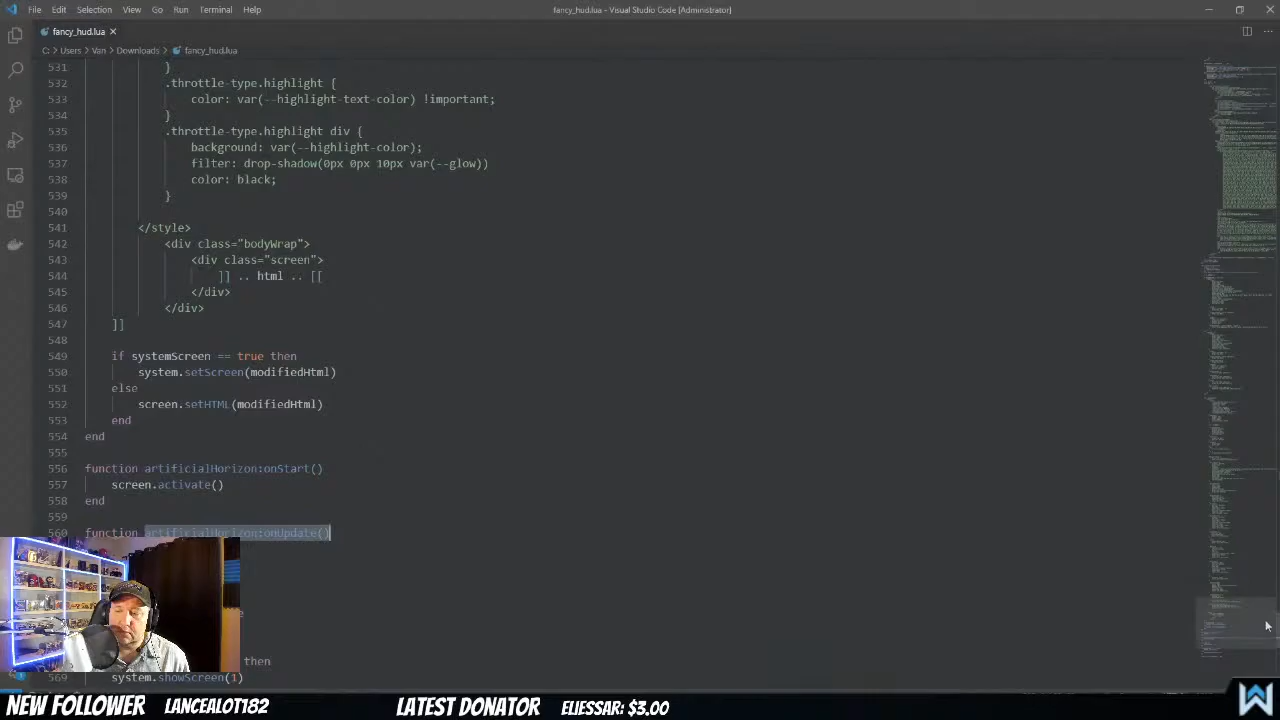 File Edit Selection View Go Run Terminal Help
fancy_hud.lua - Visual Studio Code [Administrator]
fancy_hud.lua
C: > Users > Van > Downloads > fancy_hud.lua
531 }
532 .throttle-type.highlight {
533 color: var(--highlight-text-color) !important;
534 }
535 .throttle-type.highlight div {
536 background: var(--highlight-color);
537 filter: drop-shadow(0px 0px 10px var(--glow))
538 color: black;
539 }
540
541 </style>
542 <div class="bodyWrap">
543 <div class="screen">
544 ]] .. html .. [[
545 </div>
546 </div>
547 ]]
548
549 if systemScreen == true then
550 system.setScreen(modifiedHtml)
551 else
552 screen.setHTML(modifiedHtml)
553 end
554 end
555
556 function artificialHorizon:onStart()
557 screen.activate()
558 end
559
560 function artificialHorizon:onUpdate()
then
569 system.showScreen(1)
NEW FOLLOWER LANCEALOT182 LATEST DONATOR ELIESSAR: $3.00